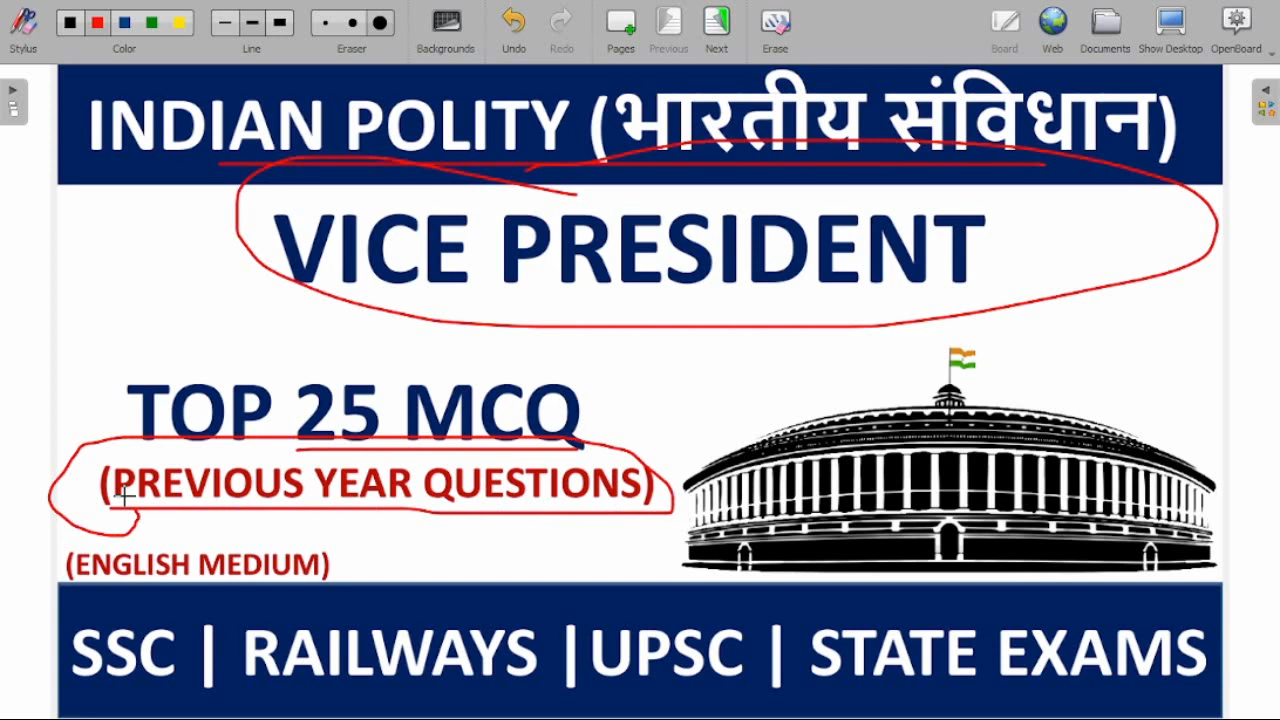 Stylus Color Line Eraser Backgrounds Undo Redo Pages Previous Next Erase Board Web Documents Show Desktop OpenBoard
INDIAN POLITY (भारतीय संविधान)
VICE PRESIDENT
TOP 25 MCQ
(PREVIOUS YEAR QUESTIONS)
(ENGLISH MEDIUM)
SSC | RAILWAYS |UPSC | STATE EXAMS